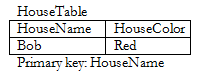 HouseTable
HouseName HouseColor
Bob Red
Primary key: HouseName